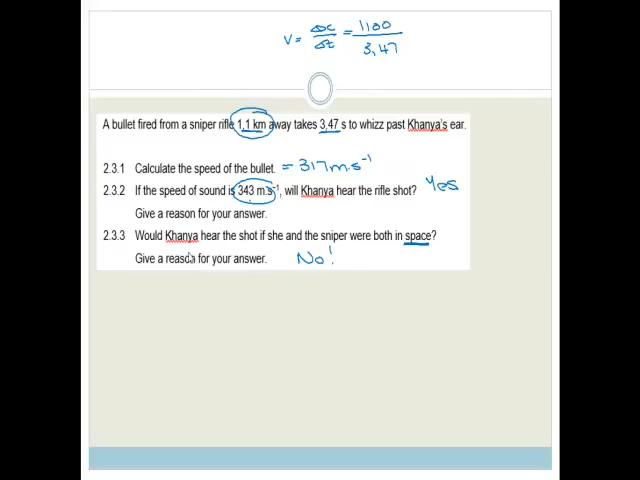 V = Δx/Δt = 1100/3,47
A bullet fired from a sniper rifle 1,1 km away takes 3,47 s to whizz past Khanya's ear.
2.3.1 Calculate the speed of the bullet. = 317m.s⁻¹
2.3.2 If the speed of sound is 343 m.s⁻¹, will Khanya hear the rifle shot? Yes
Give a reason for your answer.
2.3.3 Would Khanya hear the shot if she and the sniper were both in space?
Give a reason for your answer. No!